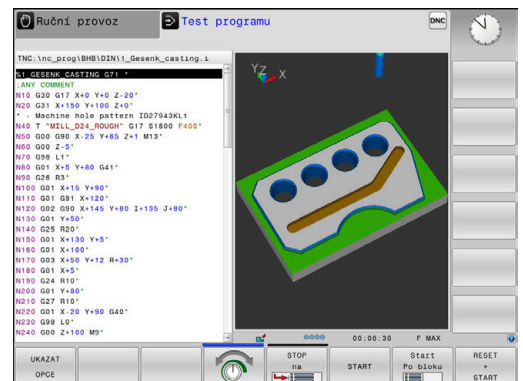 Ruční provoz
Test programu
DNC
TNC:\nc_prog\BHB\DIN\1_Gesenk_casting.i
%1_GESENK_CASTING G71 *
;ANY COMMENT
N10 G30 G17 X+0 Y+0 Z-20*
N20 G31 X+150 Y+100 Z+0*
* - Machine hole pattern ID27943KL1
N40 T "MILL_D24_ROUGH" G17 S1800 F400*
N50 G00 G90 X-25 Y+65 Z+1 M13*
N60 G00 Z-5*
N70 G98 L1*
N80 G01 X+5 Y+80 G41*
N90 G26 R3*
N100 G01 X+15 Y+90*
N110 G01 G91 X+120*
N120 G02 G90 X+145 Y+80 I+135 J+80*
N130 G01 Y+50*
N140 G25 R20*
N150 G01 X+130 Y+5*
N160 G01 X+100*
N170 G03 X+50 Y+12 R+30*
N180 G01 X+5*
N190 G24 R10*
N200 G01 Y+80*
N210 G27 R10*
N220 G01 X-20 Y+90 G40*
N230 G98 L0*
N240 G00 Z+100 M9*
Y Z X
00:06:30 F MAX
UKAZAT
OPCE
STOP
na
START
Start
Po bloku
RESET
+
START